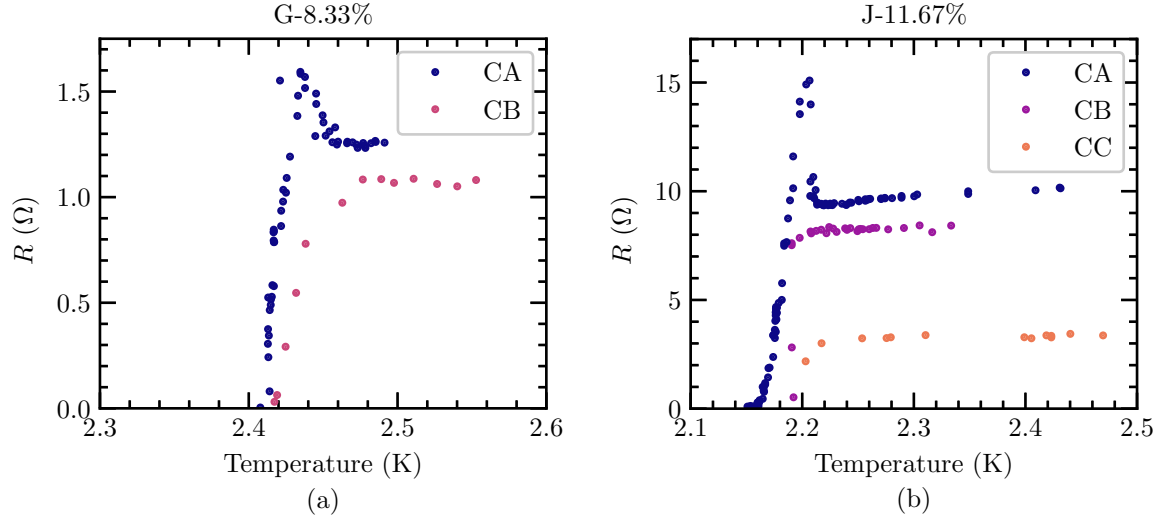 G-8.33%
R (Ω)
1.5
1.0
0.5
0.0
CA
CB
2.3
2.4
2.5
2.6
Temperature (K)
(a)
J-11.67%
R (Ω)
15
10
5
0
CA
CB
CC
2.1
2.2
2.3
2.4
2.5
Temperature (K)
(b)